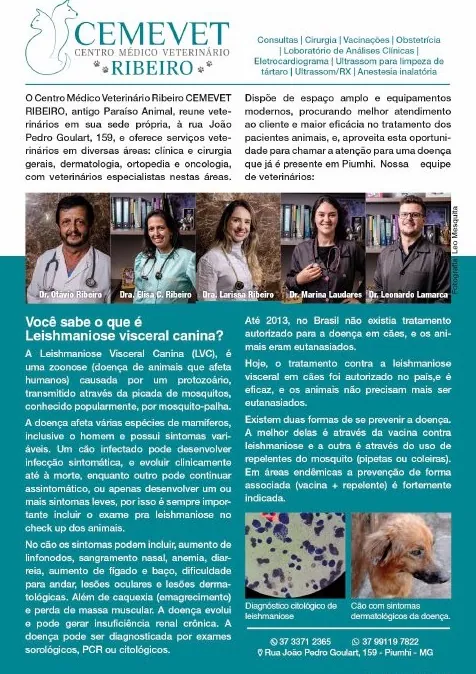 CEMEVET
CENTRO MÉDICO VETERINÁRIO
RIBEIRO
Consultas | Cirurgia | Vacinações | Obstetrícia
| Loboratório de Análises Clínicas |
Eletrocardiograma | Ultrassom para limpeza de
tártaro | Ultrassom/RX | Anestesia inalatória
O Centro Médico Veterinário Ribeiro CEMEVET
RIBEIRO, antigo Paraíso Animal, reune vete-
rinários em sua sede própria, à rua João
Pedro Goulart, 159, e oferece serviços vete-
rinários em diversas áreas: clínica e cirurgia
gerais, dermatologia, ortopedia e oncologia,
com veterinários especialistas nestas áreas.
Dispõe de espaço amplo e equipamentos
modernos, procurando melhor atendimento
ao cliente e maior eficácia no tratamento dos
pacientes animais, e, aproveita esta oportuni-
dade para chamar a atenção para uma doença
que já é presente em Piumhi. Nossa equipe
de veterinários:
Dr. Otávio Ribeiro
Dra. Elisa C. Ribeiro
Dra. Larissa Ribeiro
Dr. Marina Laudares
Dr. Leonardo Lamarca
Fotografia Leo Mesquita
Você sabe o que é
Leishmaniose visceral canina?
A Leishmaniose Visceral Canina (LVC), é
uma zoonose (doença de animais que afeta
humanos) causada por um protozoário,
transmitido através da picada de mosquitos,
conhecido popularmente, por mosquito-palha.
A doença afeta várias espécies de mamíferos,
inclusive o homem e possui sintomas vari-
áveis. Um cão infectado pode desenvolver
infecção sintomática, e evoluir clinicamente
até à morte, enquanto outro pode continuar
assintomático, ou apenas desenvolver um ou
mais sintomas leves, por isso é sempre impor-
tante incluir o exame pra leishmaniose no
check up dos animais.
No cão os sintomas podem incluir, aumento de
linfonodos, sangramento nasal, anemia, diar-
reia, aumento de fígado e baço, dificuldade
para andar, lesões oculares e lesões derma-
tológicas. Além de caquexia (emagrecimento)
e perda de massa muscular. A doença evolui
e pode gerar insuficiência renal crônica. A
doença pode ser diagnosticada por exames
sorológicos, PCR ou citológicos.
Até 2013, no Brasil não existia tratamento
autorizado para a doença em cães, e os ani-
mais eram eutanasiados.
Hoje, o tratamento contra a leishmaniose
visceral em cães foi autorizado no país,e é
eficaz, e os animais não precisam mais ser
eutanasiados.
Existem duas formas de se prevenir a doença.
A melhor delas é através da vacina contra
leishmaniose e a outra é através do uso de
repelentes do mosquito (pipetas ou coleiras).
Em áreas endêmicas a prevenção de forma
associada (vacina + repelente) é fortemente
indicada.
Diagnóstico citológico de
leishmaniose
Cão com sintomas
dermatológicos da doença.
37 3371 2365
37 99119 7822
Rua João Pedro Goulart, 159 - Piumhi - MG